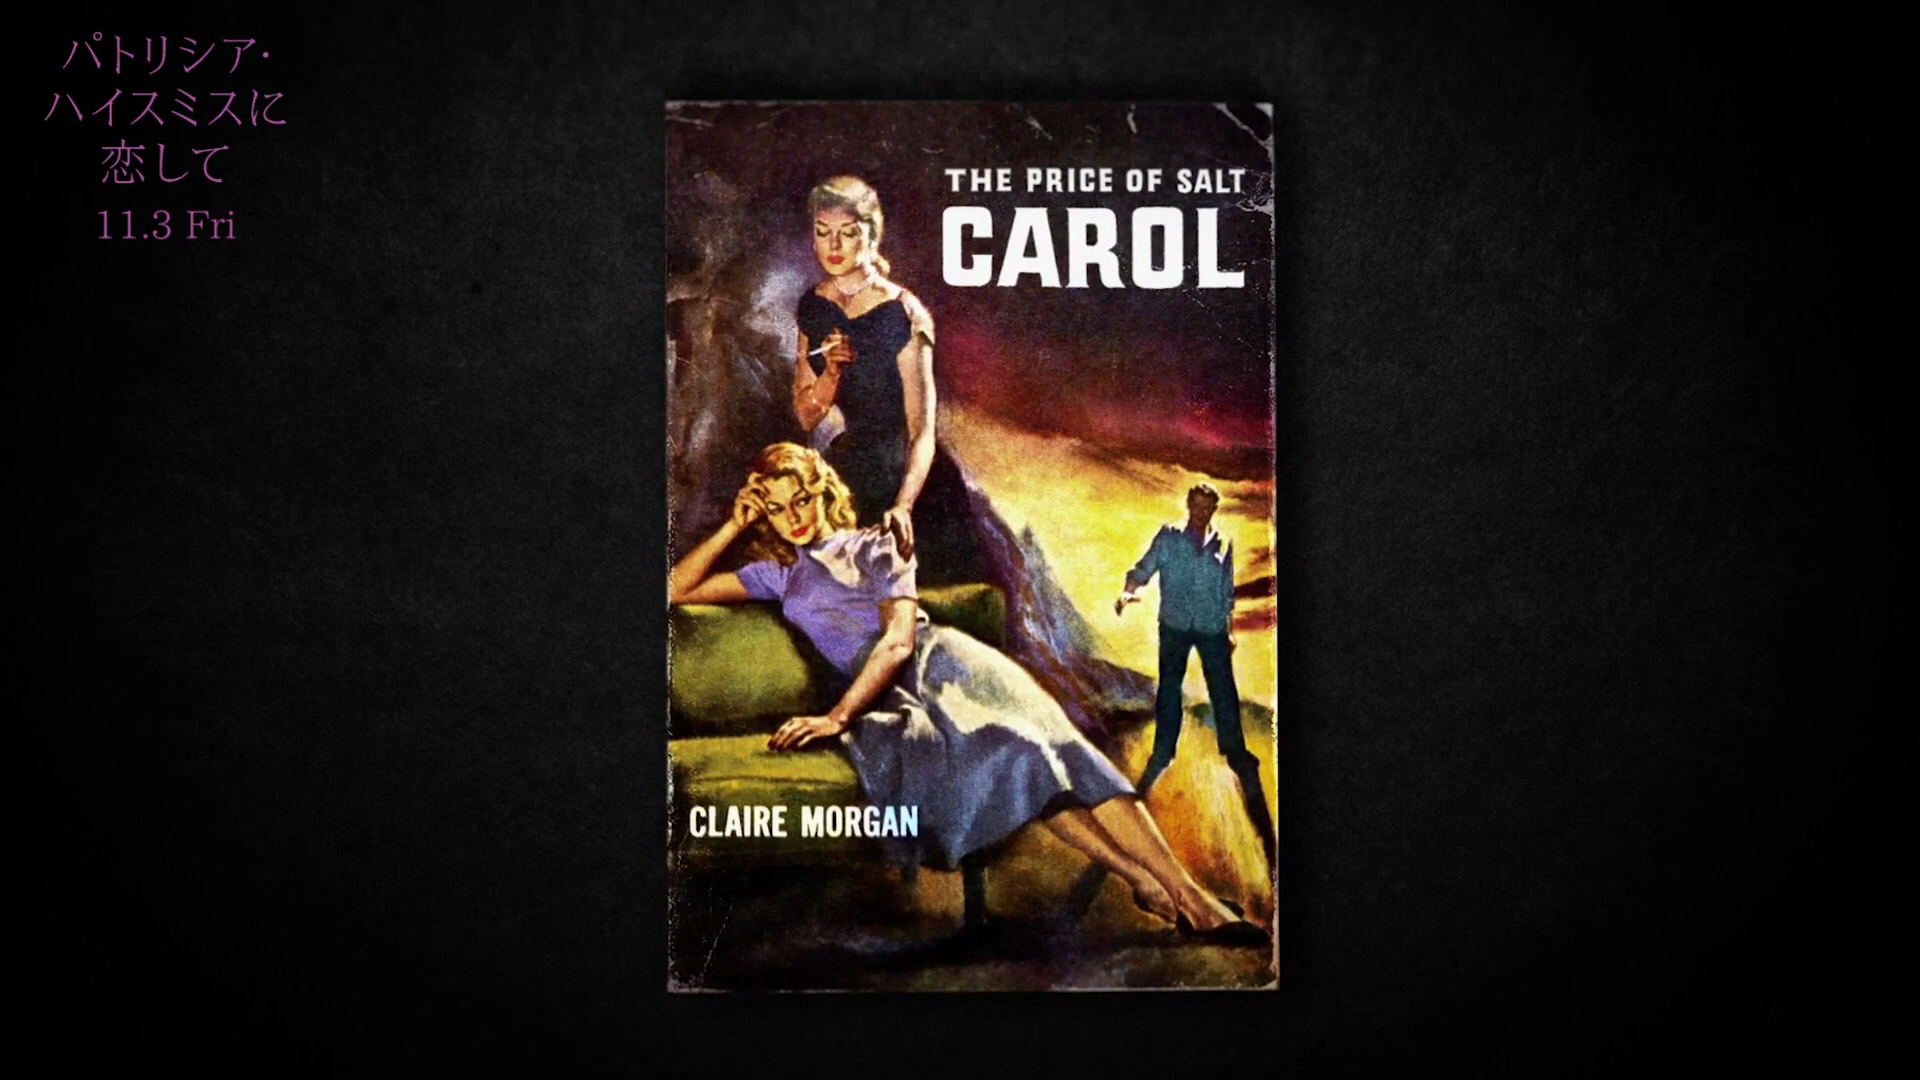 パトリシア・
ハイスミスに
恋して
11.3 Fri
THE PRICE OF SALT
CAROL
CLAIRE MORGAN